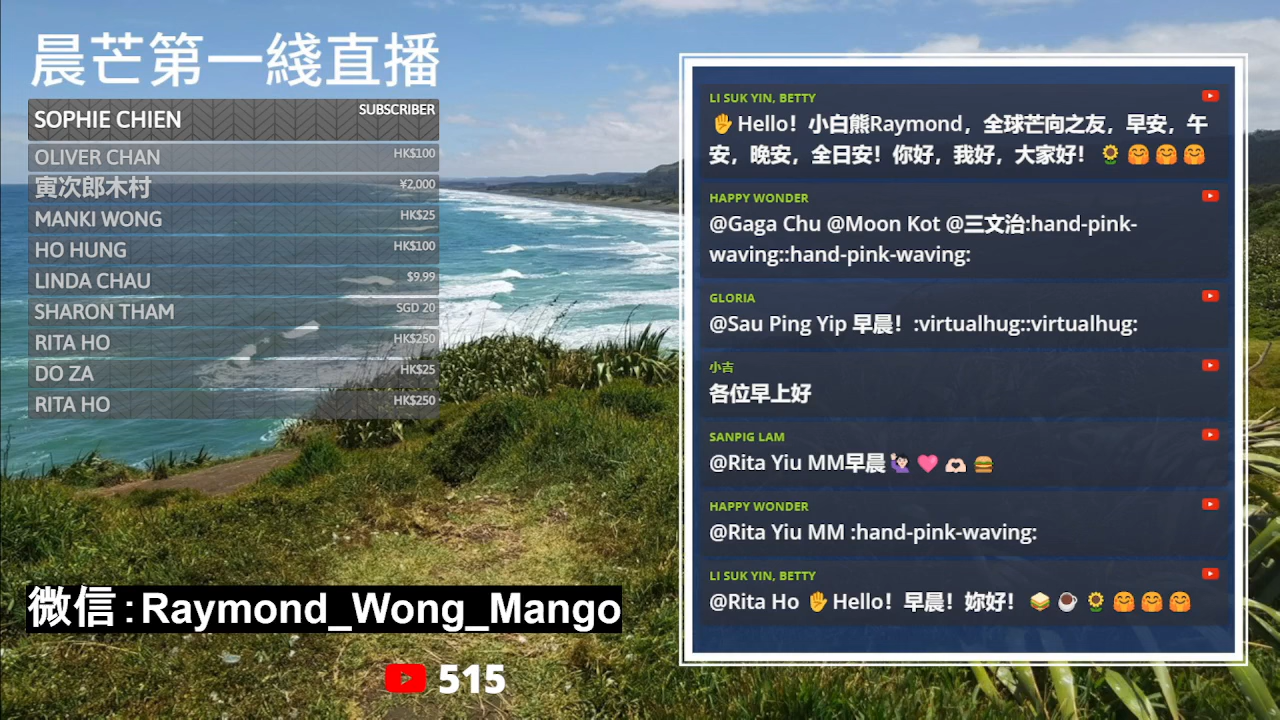 晨芒第一綫直播
SOPHIE CHIEN SUBSCRIBER
OLIVER CHAN HK$100
寅次郎木村 ¥2,000
MANKI WONG HK$25
HO HUNG HK$100
LINDA CHAU $9.99
SHARON THAM SGD 20
RITA HO HK$250
DO ZA HK$25
RITA HO HK$250
微信:Raymond_Wong_Mango
515
LI SUK YIN, BETTY
✋Hello！小白熊Raymond，全球芒向之友，早安，午
安，晚安，全日安！你好，我好，大家好！🌻🤗🤗🤗
HAPPY WONDER
@Gaga Chu @Moon Kot @三文治:hand-pink-
waving::hand-pink-waving:
GLORIA
@Sau Ping Yip 早晨！:virtualhug::virtualhug:
小吉
各位早上好
SANPIG LAM
@Rita Yiu MM早晨🙋🏻‍♀️🩷🫶🏻🍔
HAPPY WONDER
@Rita Yiu MM :hand-pink-waving:
LI SUK YIN, BETTY
@Rita Ho ✋Hello！早晨！妳好！🥪☕🌻🤗🤗🤗